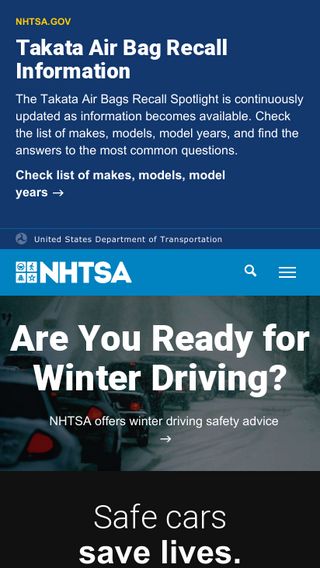 NHTSA.GOV
Takata Air Bag Recall
Information
The Takata Air Bags Recall Spotlight is continuously
updated as information becomes available. Check
the list of makes, models, model years, and find the
answers to the most common questions.
Check list of makes, models, model
years →
United States Department of Transportation
NHTSA
Are You Ready for
Winter Driving?
NHTSA offers winter driving safety advice
→
Safe cars
save lives.